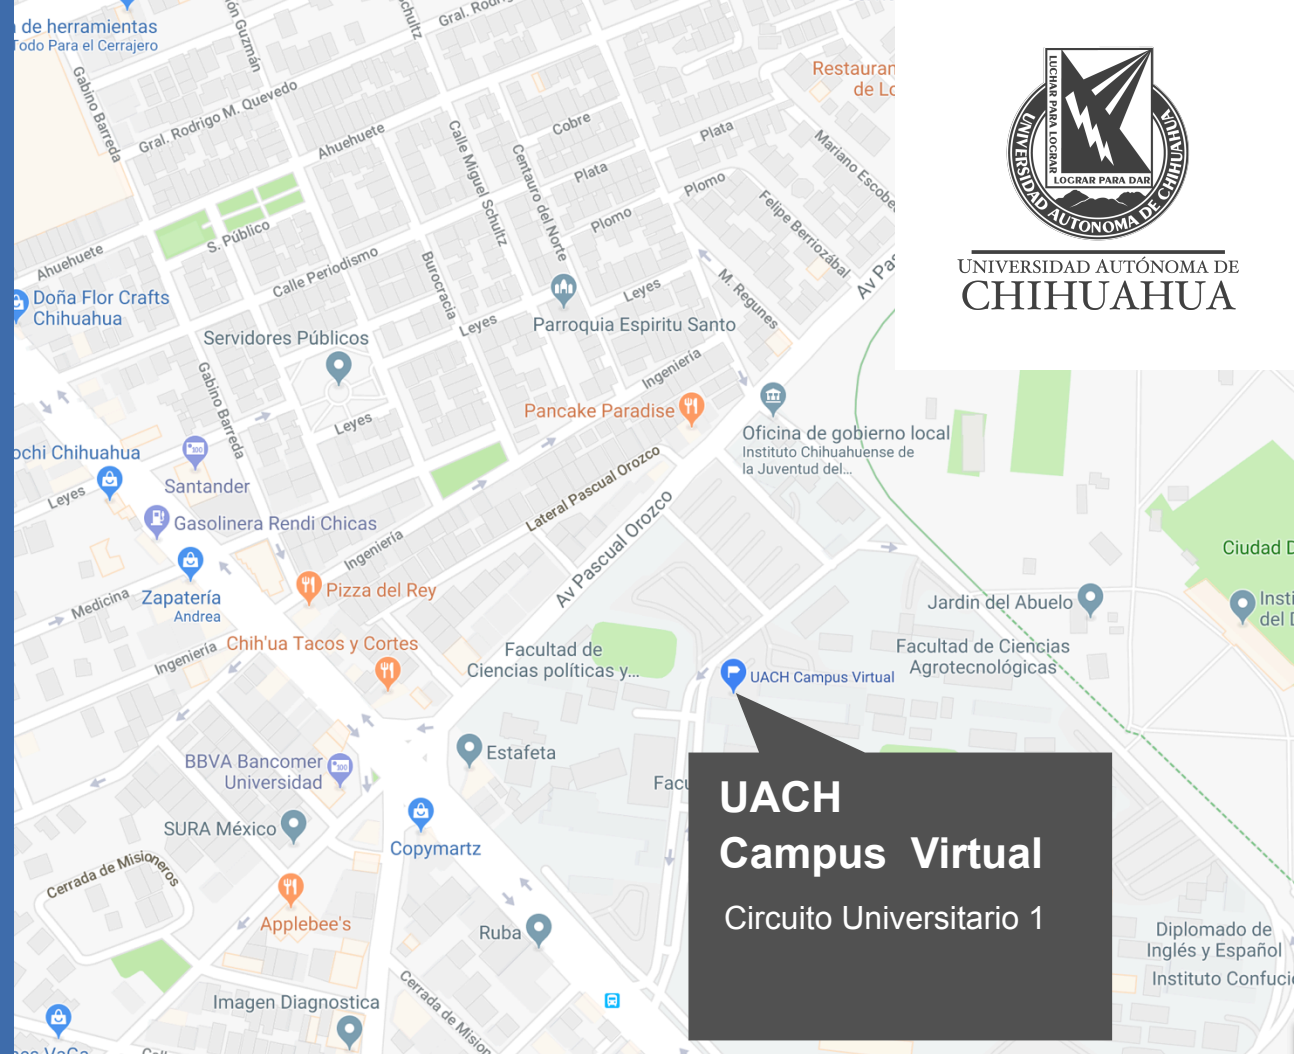 de herramientas
Todo Para el Cerrajero
Gabino Barreda
Gral. Rodrigo M. Quevedo
Ahuehuete
Calle Miguel Schultz
Centauro del Norte
Cobre
Plata
Plomo
Plata
Plomo
Mariano Escobe
Felipe Berriozábal
Restauran
de Lo
LUCHAR PARA LOGRAR
LOGRAR PARA DAR
UNIVERSIDAD AUTONOMA DE CHIHUAHUA
UNIVERSIDAD AUTÓNOMA DE
CHIHUAHUA
Ahuehuete
S. Público
Calle Periodismo
Burocracia
Leyes
Leyes
M. Regunes
Av Pas
Doña Flor Crafts
Chihuahua
Servidores Públicos
Parroquia Espiritu Santo
Gabino Barreda
Leyes
Ingeniería
Pancake Paradise
Oficina de gobierno local
Instituto Chihuahuense de
la Juventud del...
ochi Chihuahua
Leyes
Santander
Lateral Pascual Orozco
Gasolinera Rendi Chicas
Ingeniería
Av Pascual Orozco
Zapatería
Andrea
Pizza del Rey
Medicina
Ingeniería
Chih'ua Tacos y Cortes
Facultad de
Ciencias políticas y...
Jardin del Abuelo
Facultad de Ciencias
Agrotecnológicas
Ciudad D
Insti
del D
UACH Campus Virtual
BBVA Bancomer
Universidad
Estafeta
Facu
SURA México
Copymartz
Cerrada de Misioneros
Applebee's
Ruba
UACH
Campus Virtual
Circuito Universitario 1
Diplomado de
Inglés y Español
Instituto Confuci
Imagen Diagnostica
Cerrada de Mision